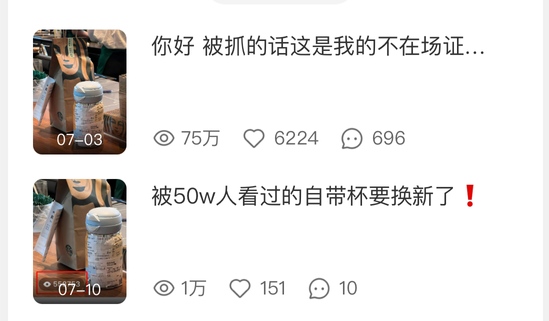 你好 被抓的话这是我的不在场证...
07-03
75万 6224 696
被50w人看过的自带杯要换新了❗
07-10
1万 151 10